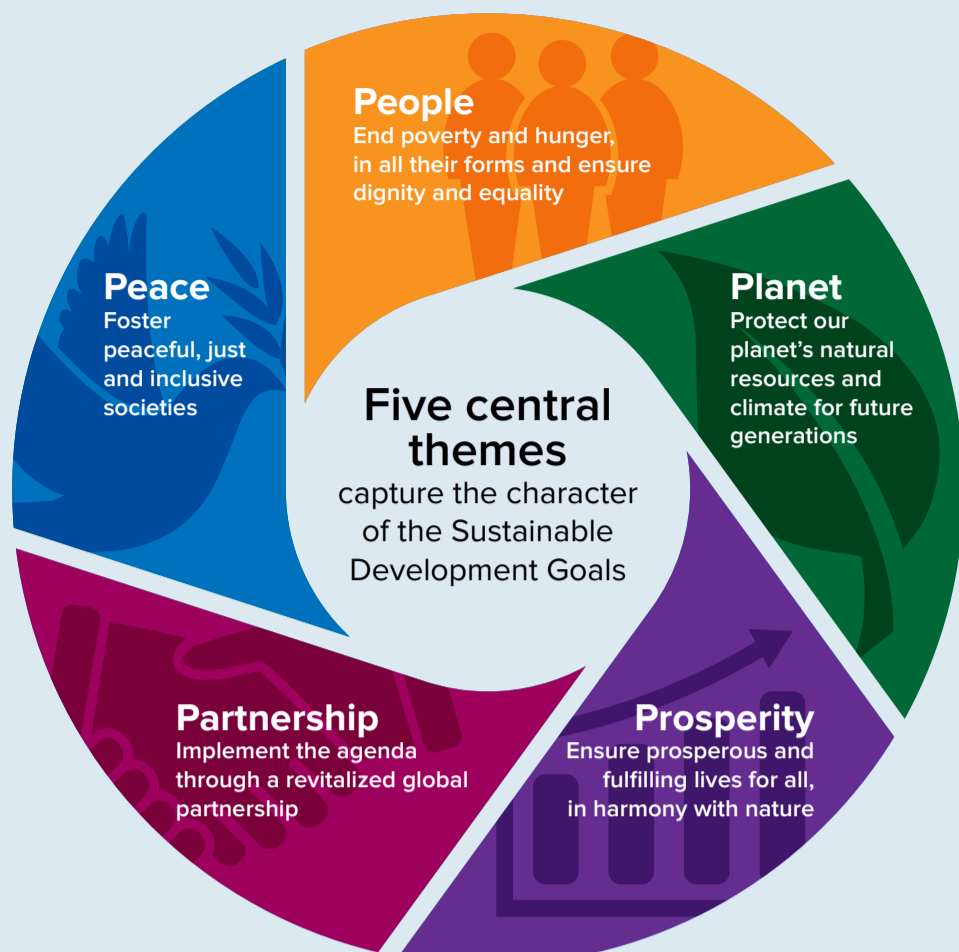 People
End poverty and hunger,
in all their forms and ensure
dignity and equality
Planet
Protect our
planet’s natural
resources and
climate for future
generations
Prosperity
Ensure prosperous and
fulfilling lives for all,
in harmony with nature
Partnership
Implement the agenda
through a revitalized global
partnership
Peace
Foster
peaceful, just
and inclusive
societies
Five central
themes
capture the character
of the Sustainable
Development Goals